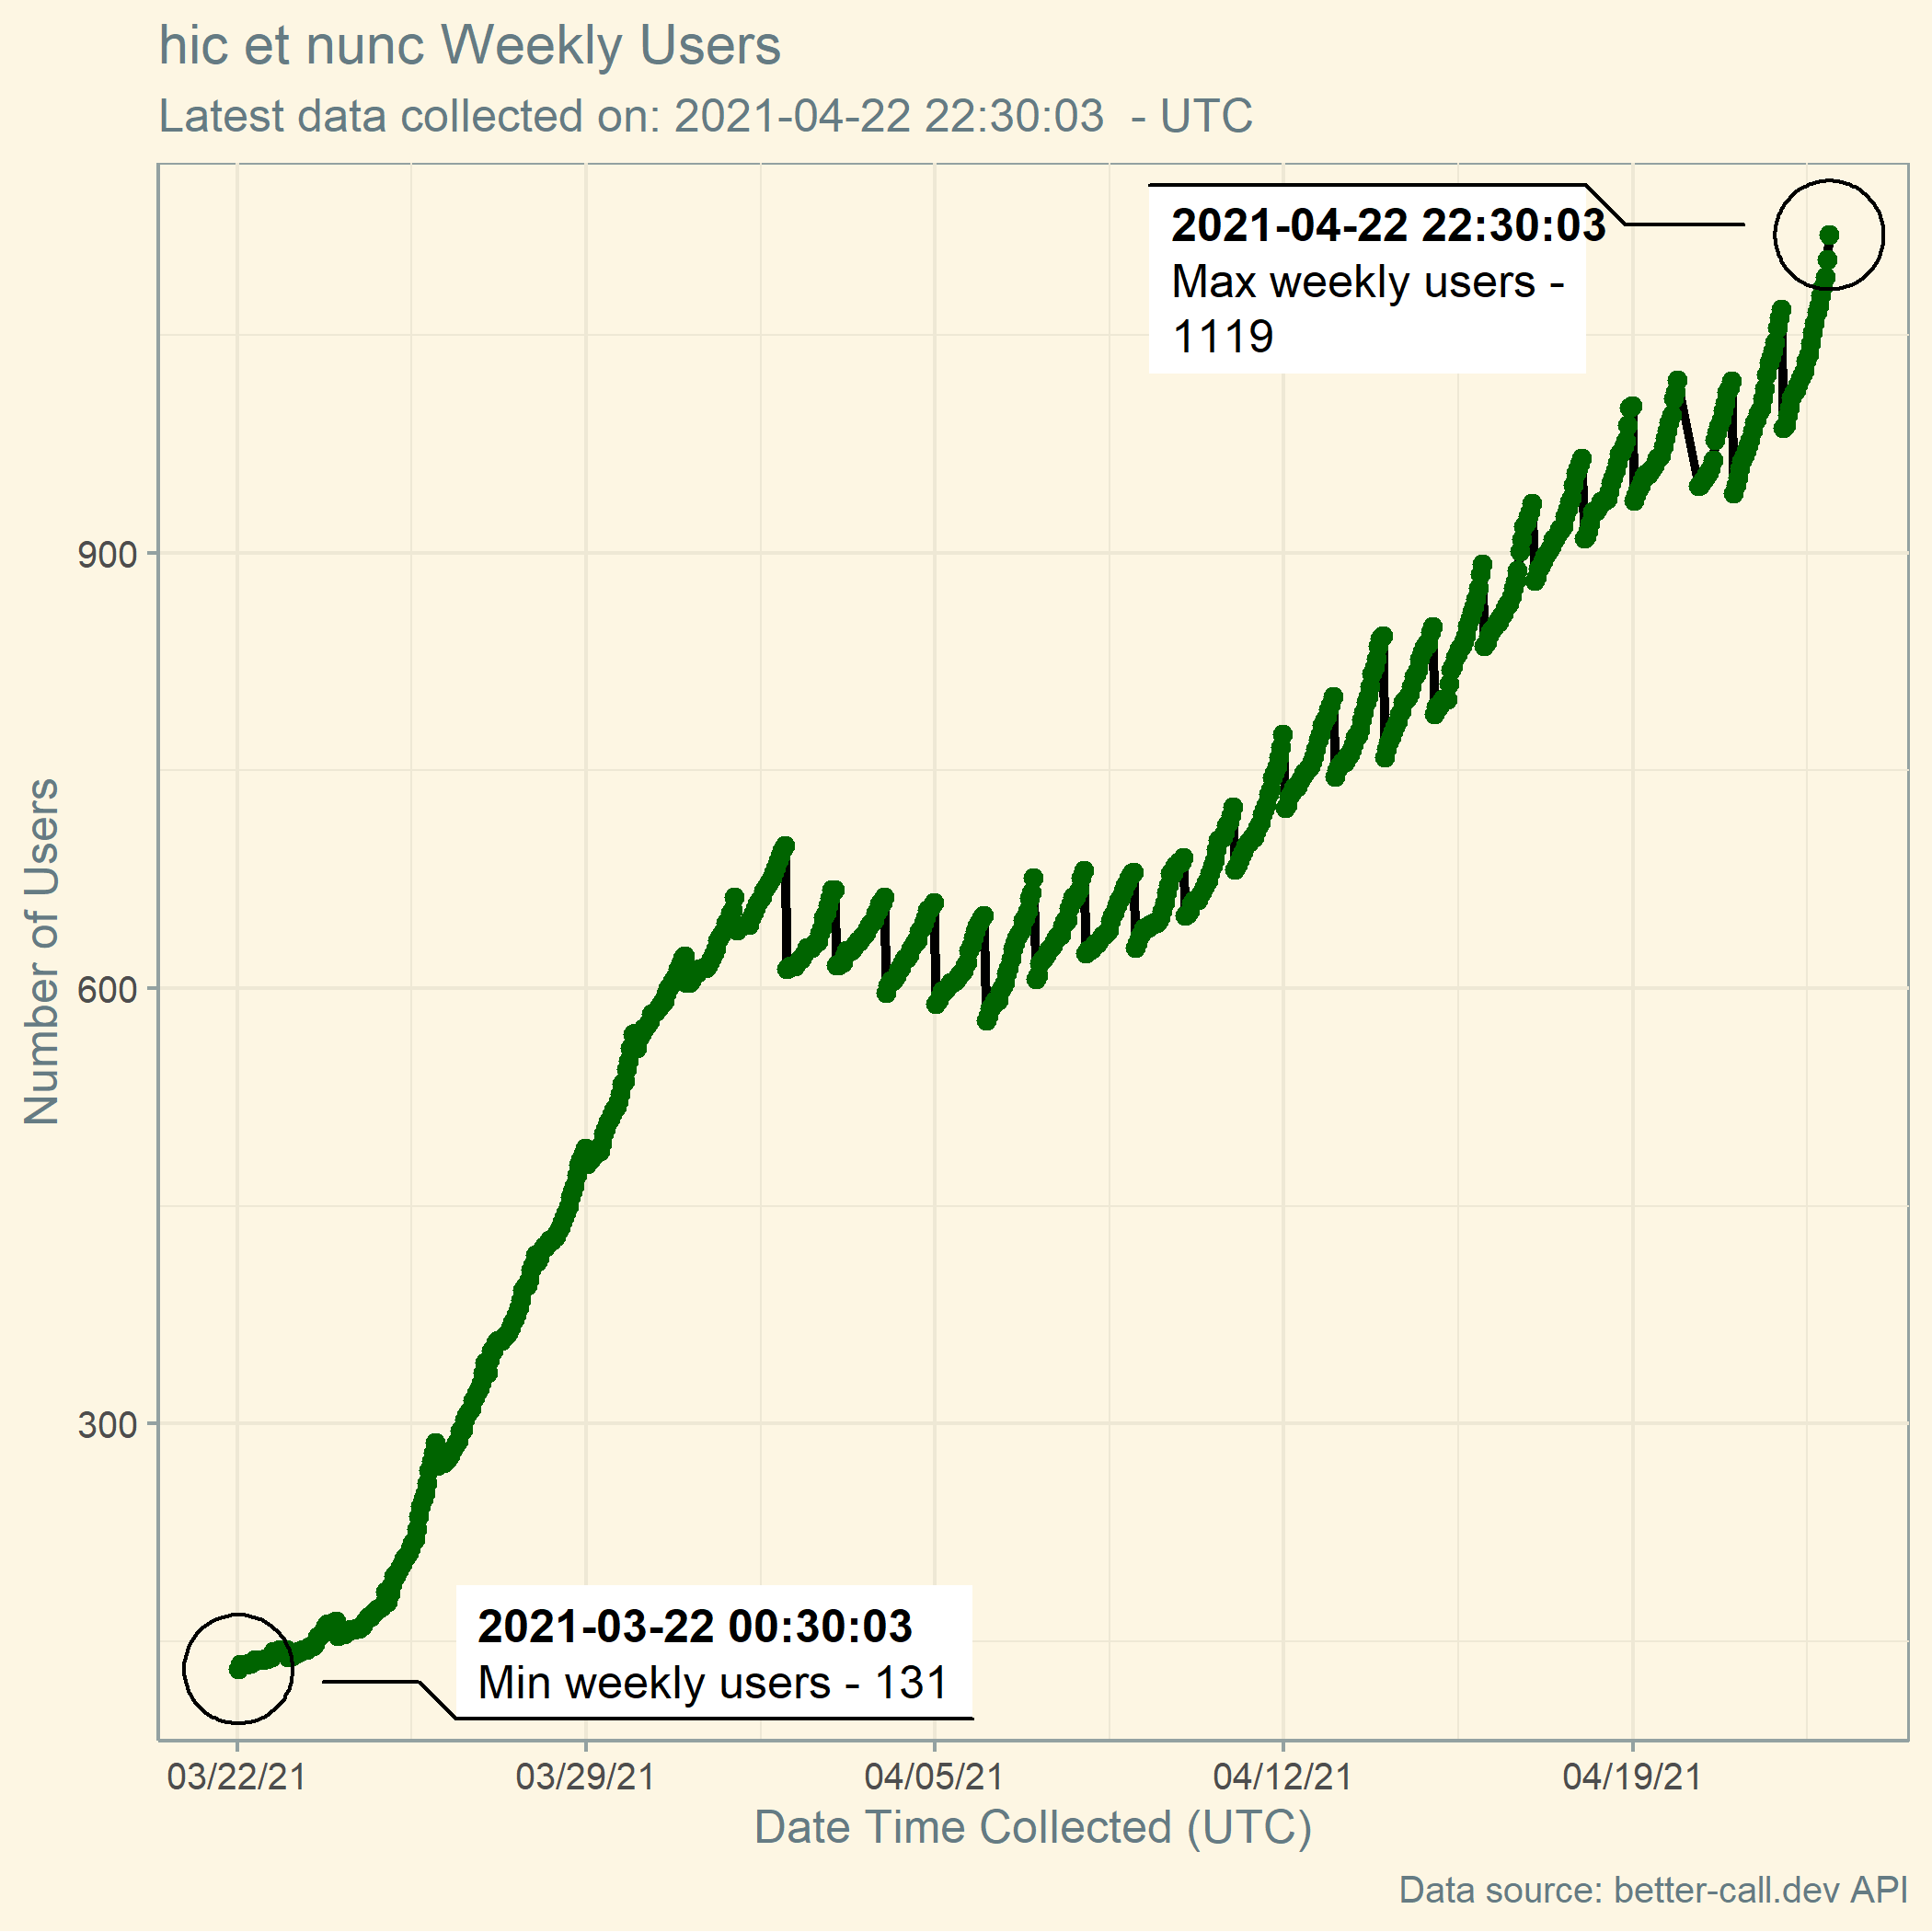 hic et nunc Weekly Users
Latest data collected on: 2021-04-22 22:30:03  - UTC
2021-04-22 22:30:03
Max weekly users -
1119
900
600
300
Number of Users
2021-03-22 00:30:03
Min weekly users - 131
03/22/21
03/29/21
04/05/21
04/12/21
04/19/21
Date Time Collected (UTC)
Data source: better-call.dev API